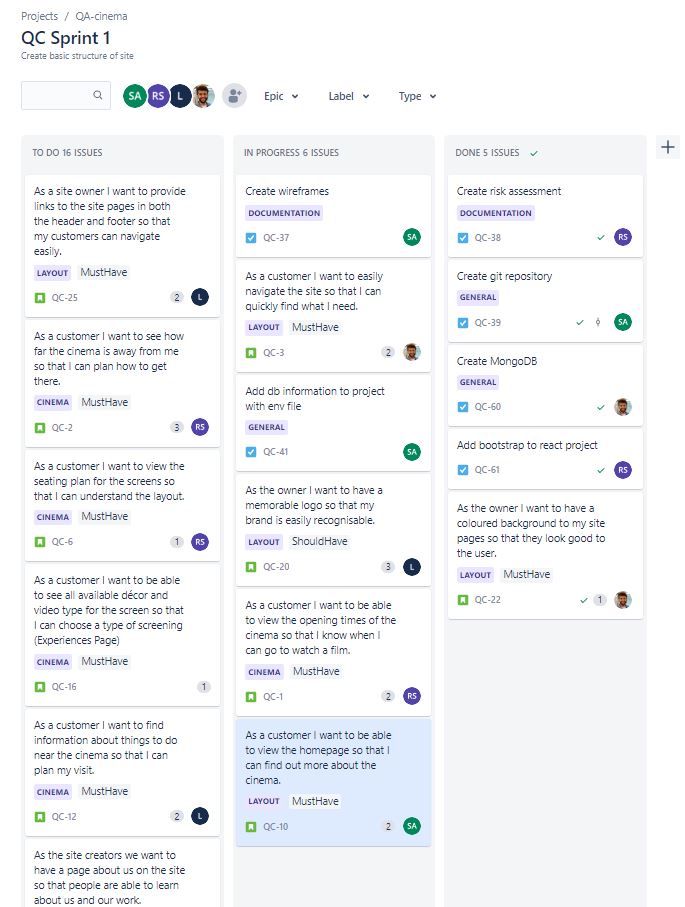 Projects / QA-cinema
QC Sprint 1
Create basic structure of site
SA RS L
Epic
Label
Type
TO DO 16 ISSUES
As a site owner I want to provide
links to the site pages in both
the header and footer so that
my customers can navigate
easily.
LAYOUT MustHave
QC-25 2 L
As a customer I want to see how
far the cinema is away from me
so that I can plan how to get
there.
CINEMA MustHave
QC-2 3 RS
As a customer I want to view the
seating plan for the screens so
that I can understand the layout.
CINEMA MustHave
QC-6 1 RS
As a customer I want to be able
to see all available décor and
video type for the screen so that
I can choose a type of screening
(Experiences Page)
CINEMA MustHave
QC-16 1
As a customer I want to find
information about things to do
near the cinema so that I can
plan my visit.
CINEMA MustHave
QC-12 2 L
As the site creators we want to
have a page about us on the site
so that people are able to learn
about us and our work.
IN PROGRESS 6 ISSUES
Create wireframes
DOCUMENTATION
QC-37 SA
As a customer I want to easily
navigate the site so that I can
quickly find what I need.
LAYOUT MustHave
QC-3 2
Add db information to project
with env file
GENERAL
QC-41 SA
As the owner I want to have a
memorable logo so that my
brand is easily recognisable.
LAYOUT ShouldHave
QC-20 3 L
As a customer I want to be able
to view the opening times of the
cinema so that I know when I
can go to watch a film.
CINEMA MustHave
QC-1 2 RS
As a customer I want to be able
to view the homepage so that I
can find out more about the
cinema.
LAYOUT MustHave
QC-10 2 SA
DONE 5 ISSUES
Create risk assessment
DOCUMENTATION
QC-38 RS
Create git repository
GENERAL
QC-39 SA
Create MongoDB
GENERAL
QC-60
Add bootstrap to react project
QC-61 RS
As the owner I want to have a
coloured background to my site
pages so that they look good to
the user.
LAYOUT MustHave
QC-22 1